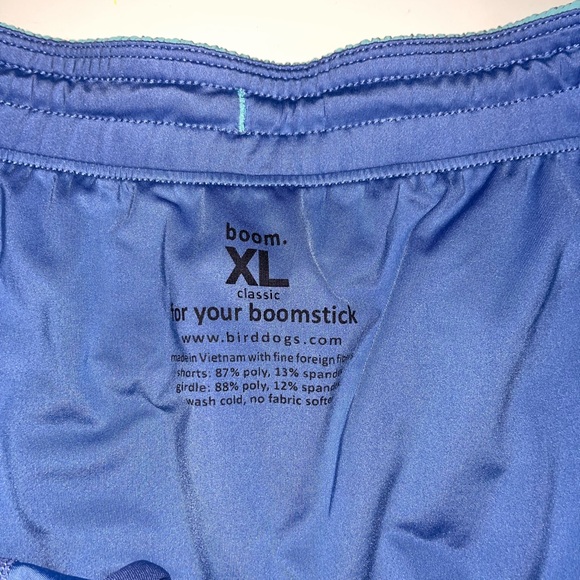 boom.
XL
classic
for your boomstick
www.birddogs.com
made in Vietnam with fine foreign
shorts: 87% poly, 13%
girdle: 88% poly, 12%
wash cold, no fabric